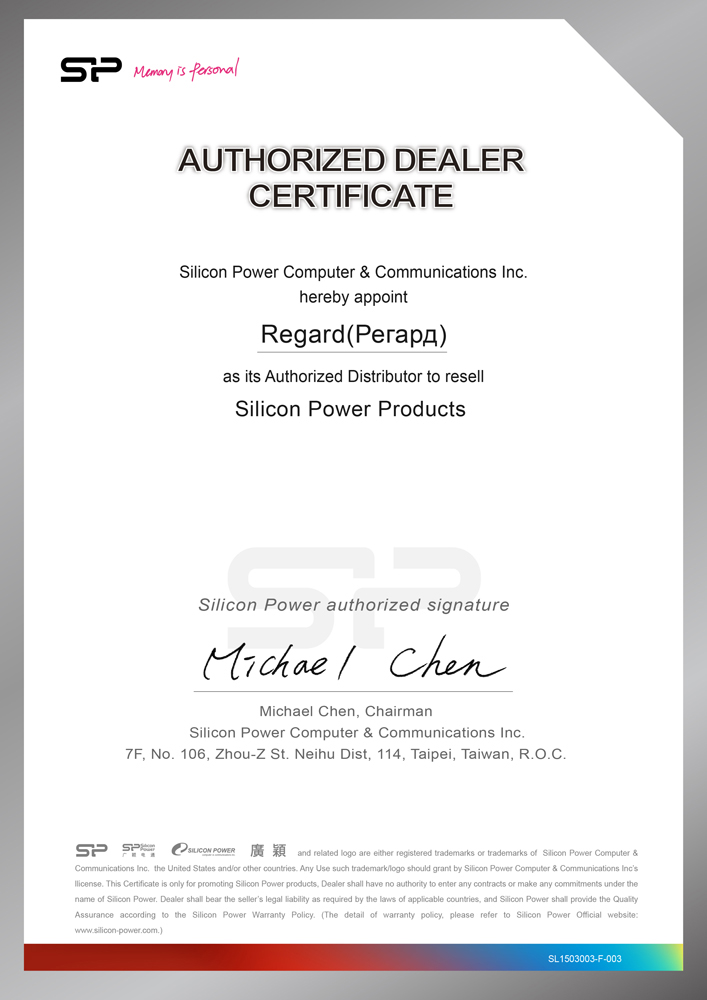 SP Memory is personal
AUTHORIZED DEALER
CERTIFICATE
Silicon Power Computer & Communications Inc.
hereby appoint
Regard(Регард)
as its Authorized Distributor to resell
Silicon Power Products
SP
Silicon Power authorized signature
Michael Chen
Michael Chen, Chairman
Silicon Power Computer & Communications Inc.
7F, No. 106, Zhou-Z St. Neihu Dist, 114, Taipei, Taiwan, R.O.C.
SP SP Silicon Power 广颖电通 SILICON POWER 廣穎 and related logo are either registered trademarks or trademarks of Silicon Power Computer &
Communications Inc. the United States and/or other countries. Any Use such trademark/logo should grant by Silicon Power Computer & Communications Inc's
llicense. This Certificate is only for promoting Silicon Power products, Dealer shall have no authority to enter any contracts or make any commitments under the
name of Silicon Power. Dealer shall bear the seller's legal liability as required by the laws of applicable countries, and Silicon Power shall provide the Quality
Assurance according to the Silicon Power Warranty Policy. (The detail of warranty policy, please refer to Silicon Power Official website:
www.silicon-power.com.)
SL1503003-F-003